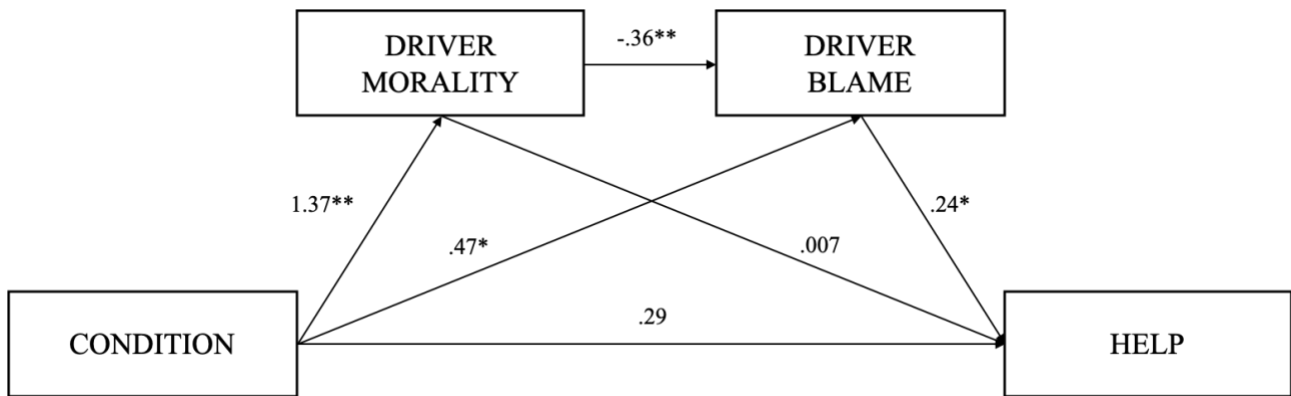 DRIVER
MORALITY
-.36**
DRIVER
BLAME
1.37**
.47*
.007
.24*
.29
CONDITION
HELP